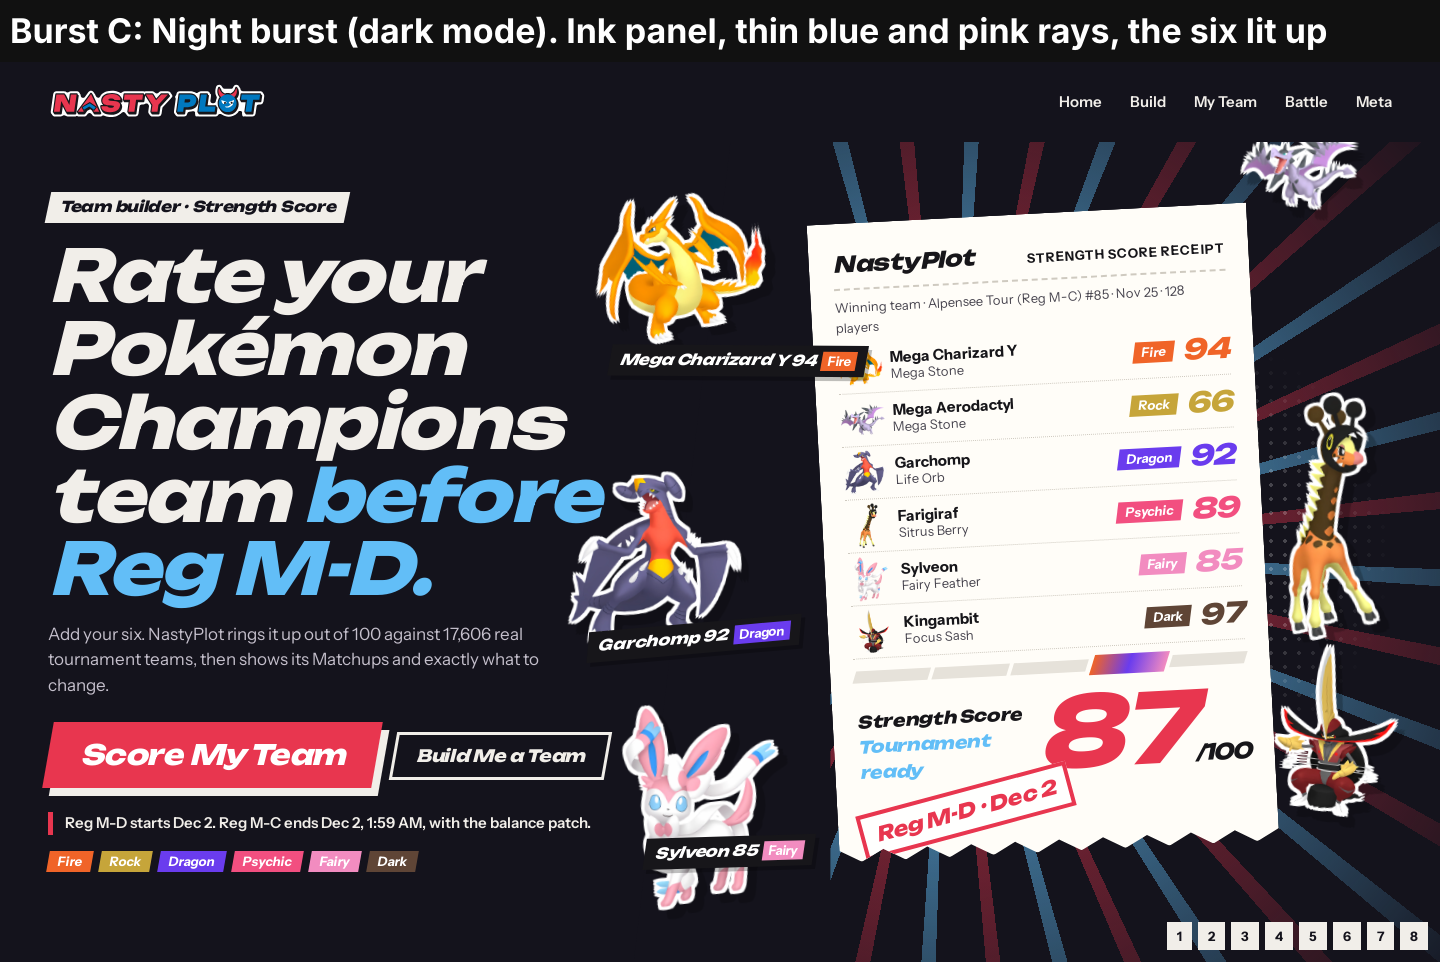 Burst C: Night burst (dark mode). Ink panel, thin blue and pink rays, the six lit up
NASTY PLOT
Home Build My Team Battle Meta
Team builder · Strength Score
Rate your
Pokémon
Champions
team before
Reg M-D.
Add your six. NastyPlot rings it up out of 100 against 17,606 real
tournament teams, then shows its Matchups and exactly what to
change.
Score My Team
Build Me a Team
Reg M-D starts Dec 2. Reg M-C ends Dec 2, 1:59 AM, with the balance patch.
Fire Rock Dragon Psychic Fairy Dark
Mega Charizard Y 94 Fire
Garchomp 92 Dragon
Sylveon 85 Fairy
NastyPlot STRENGTH SCORE RECEIPT
Winning team · Alpensee Tour (Reg M-C) #85 · Nov 25 · 128
players
Mega Charizard Y
Mega Stone
Fire 94
Mega Aerodactyl
Mega Stone
Rock 66
Garchomp
Life Orb
Dragon 92
Farigiraf
Sitrus Berry
Psychic 89
Sylveon
Fairy Feather
Fairy 85
Kingambit
Focus Sash
Dark 97
Strength Score
Tournament
ready
87 /100
Reg M-D · Dec 2
1 2 3 4 5 6 7 8